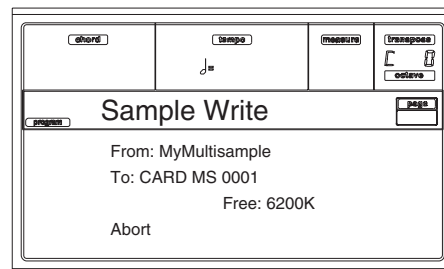 chord
tempo
measure
transpose
♩=
C 0
octave
Sample Write
page
program
From: MyMultisample
To: CARD MS 0001
Free: 6200K
Abort